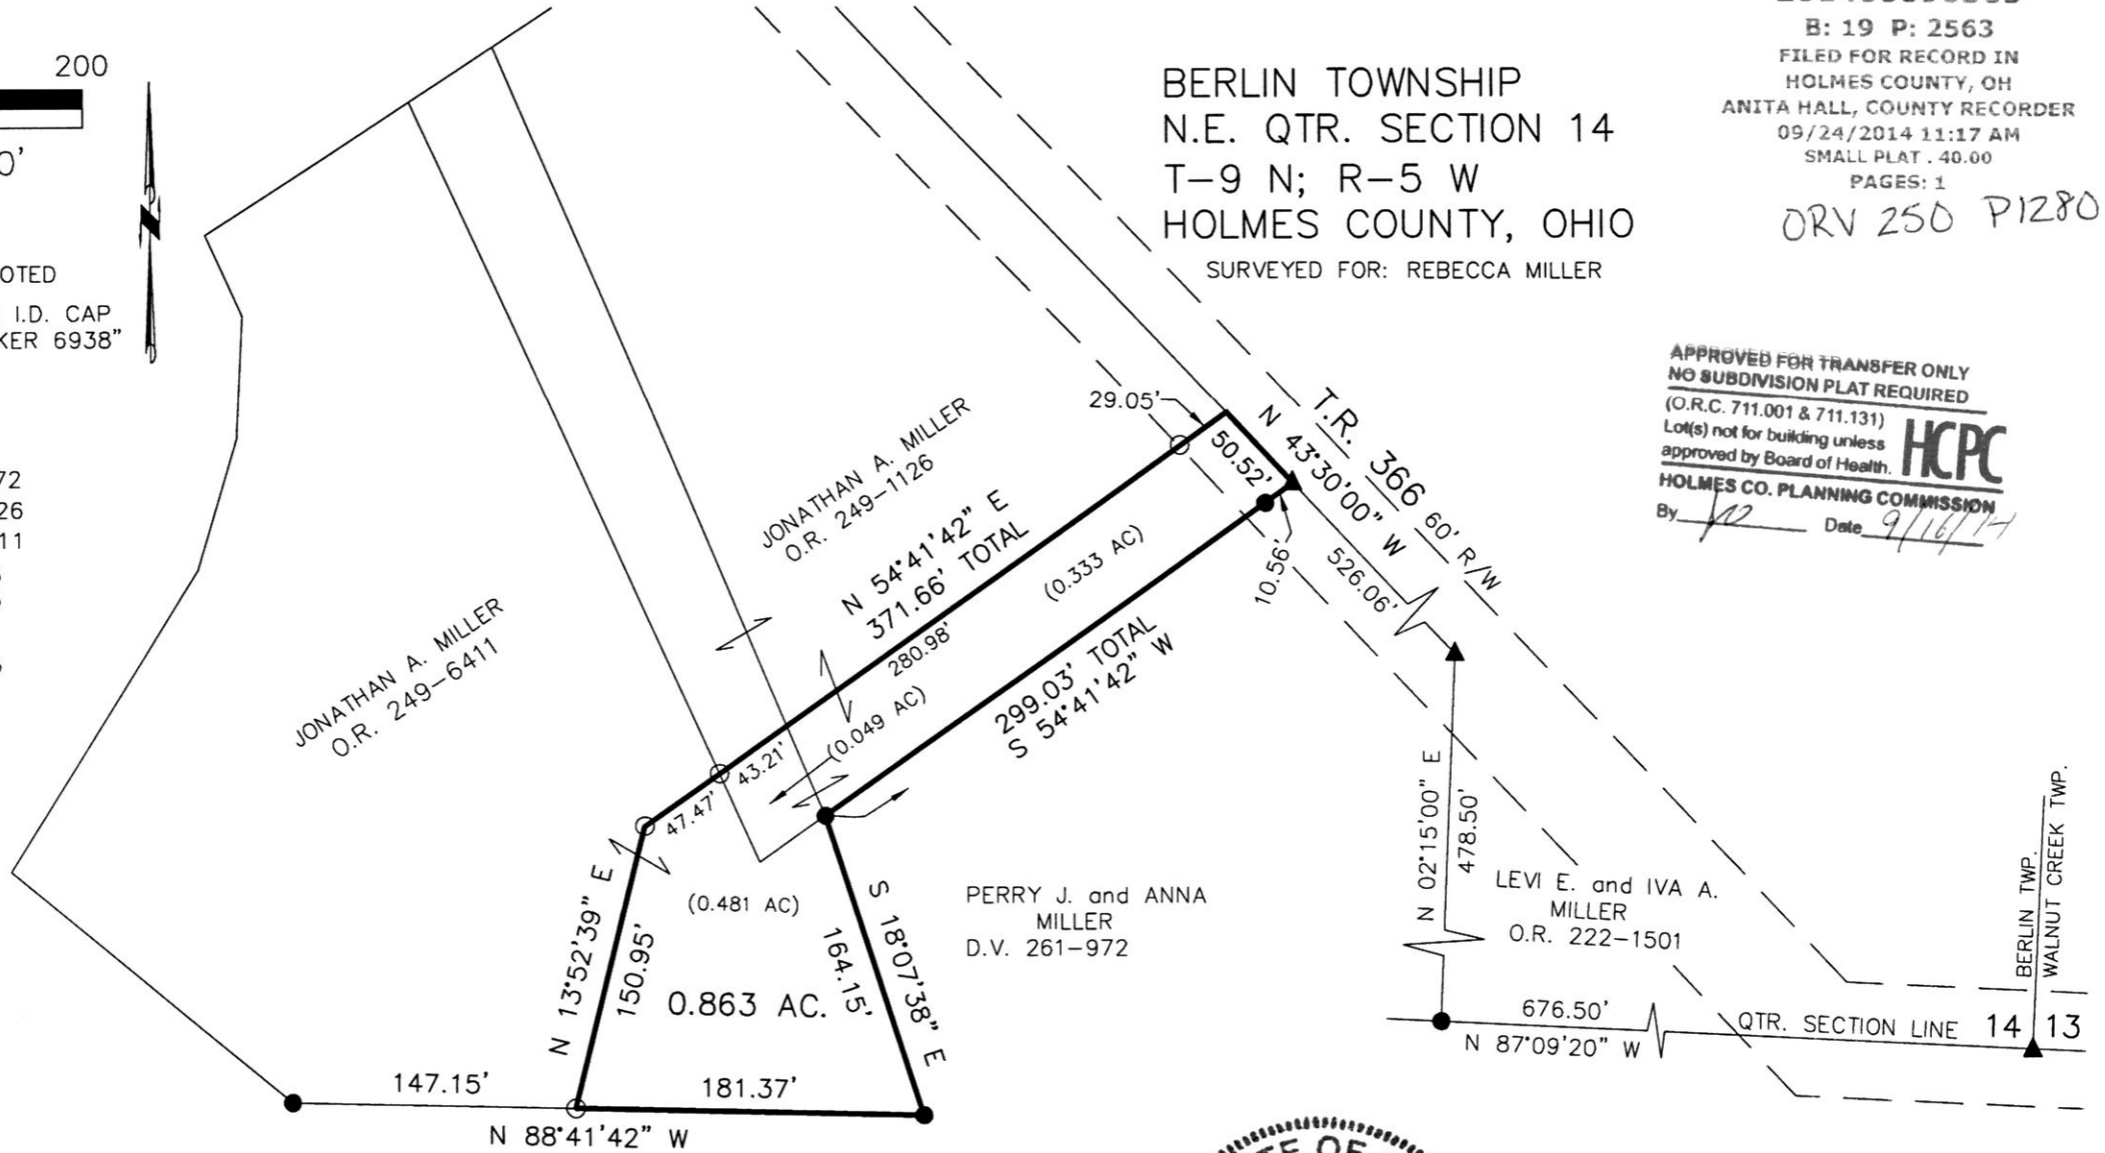 200
0'
OTED
I.D. CAP
KER 6938"
72
26
11
BERLIN TOWNSHIP
N.E. QTR. SECTION 14
T-9 N; R-5 W
HOLMES COUNTY, OHIO
SURVEYED FOR: REBECCA MILLER
B: 19 P: 2563
FILED FOR RECORD IN
HOLMES COUNTY, OH
ANITA HALL, COUNTY RECORDER
09/24/2014 11:17 AM
SMALL PLAT . 40.00
PAGES: 1
ORV 250 P1280
APPROVED FOR TRANSFER ONLY
NO SUBDIVISION PLAT REQUIRED
(O.R.C. 711.001 & 711.131)
Lot(s) not for building unless
approved by Board of Health.
HCPC
HOLMES CO. PLANNING COMMISSION
By Date 9/16/14
29.05'
50.52'
N 43°30'00" W
T.R. 366 60' R/W
526.06'
10.56'
JONATHAN A. MILLER
O.R. 249-1126
N 54°41'42" E
371.66' TOTAL
280.98'
(0.333 AC)
299.03' TOTAL
S 54°41'42" W
(0.049 AC)
43.21'
47.47'
JONATHAN A. MILLER
O.R. 249-6411
N 13°52'39" E
150.95'
(0.481 AC)
0.863 AC.
S 18°07'38" E
164.15'
PERRY J. and ANNA
MILLER
D.V. 261-972
147.15'
181.37'
N 88°41'42" W
N 02°15'00" E
478.50'
LEVI E. and IVA A.
MILLER
O.R. 222-1501
676.50'
N 87°09'20" W
QTR. SECTION LINE 14 13
BERLIN TWP.
WALNUT CREEK TWP.
TE OF